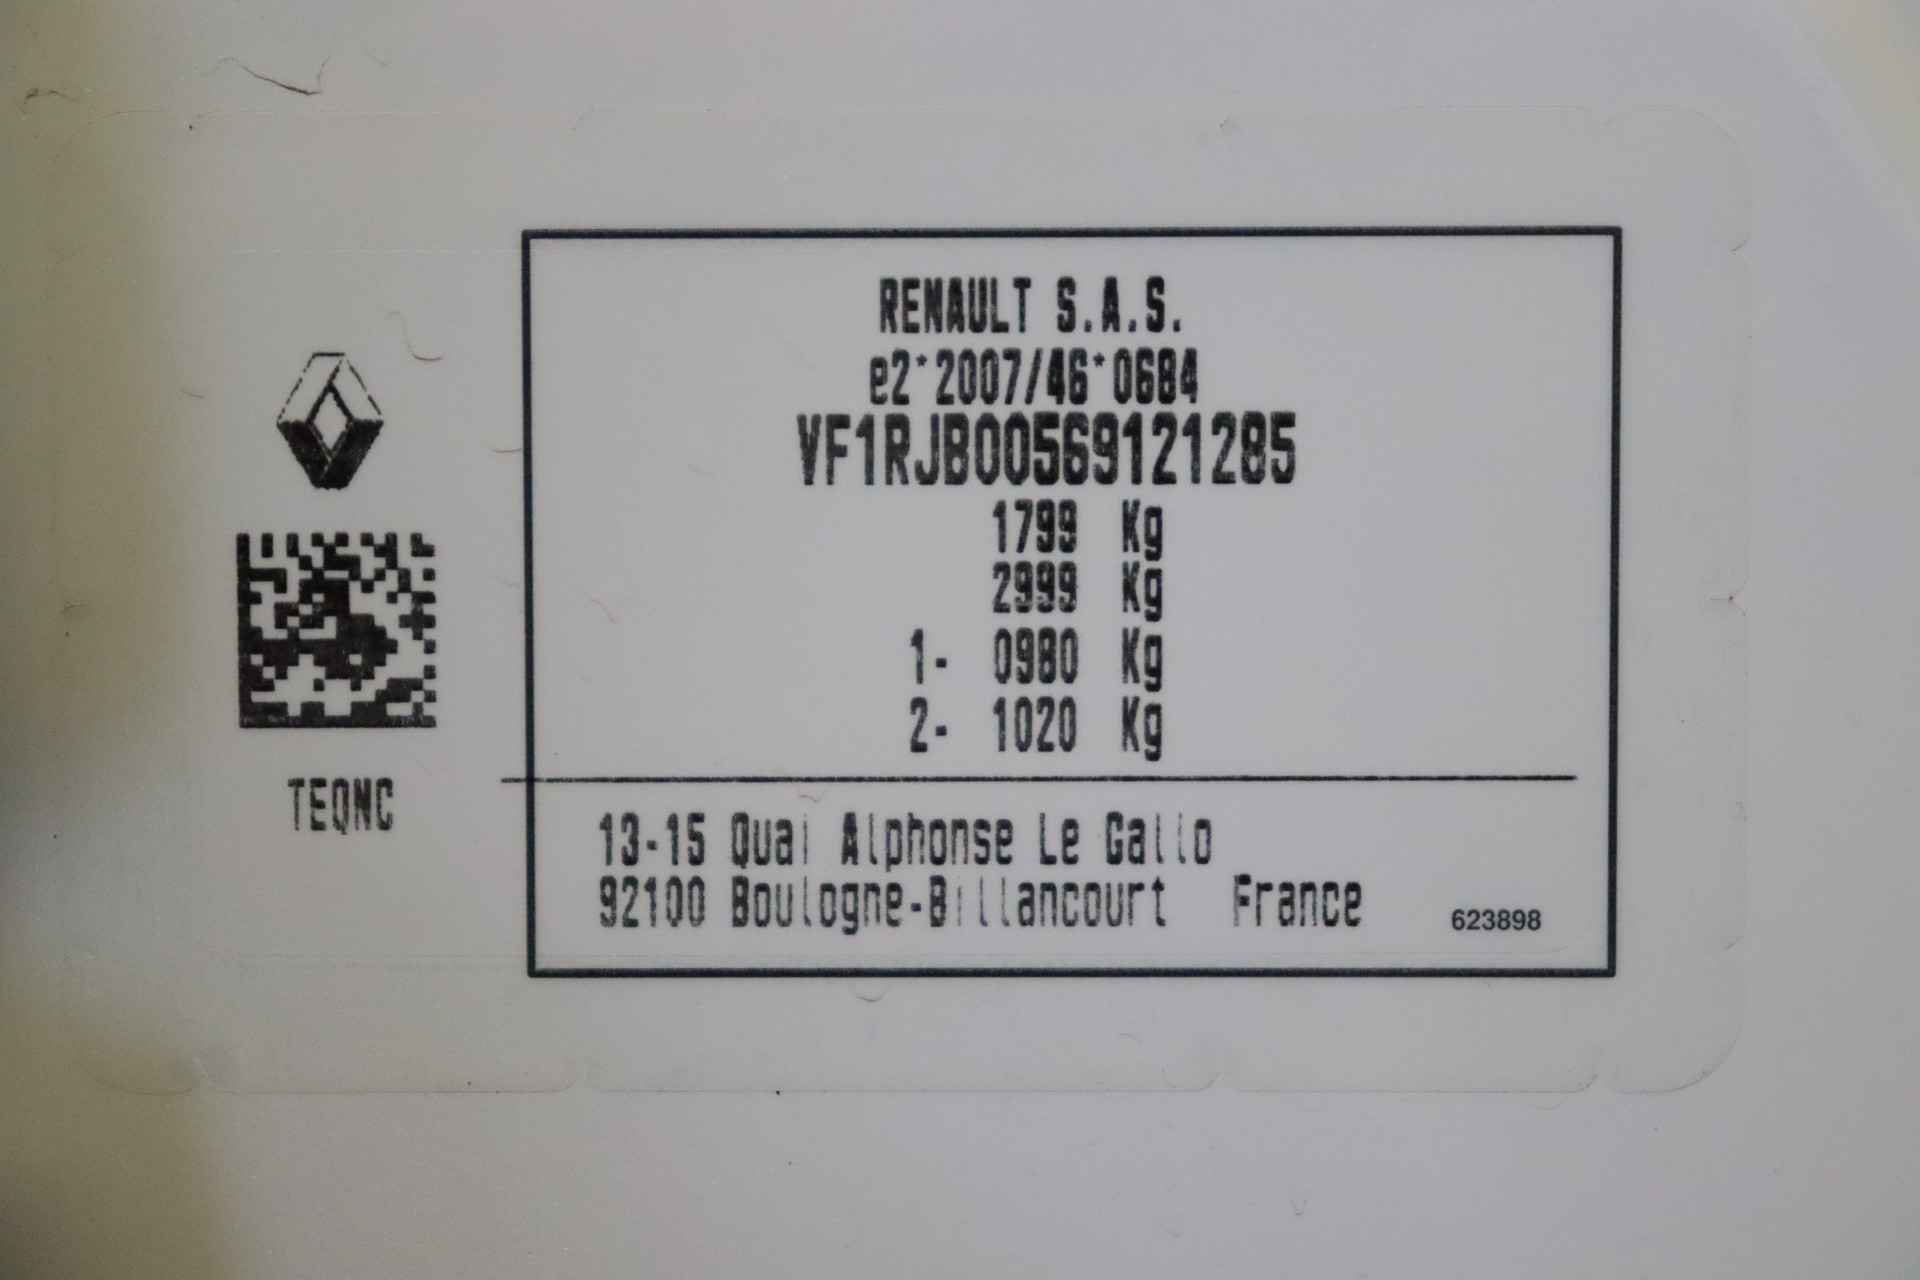 RENAULT S.A.S.
e2*2007/46*0684
VF1RJB00569121285
1799 Kg
2999 Kg
1- 0980 Kg
2- 1020 Kg
TEQNC
13-15 Quai Alphonse Le Gallo
92100 Boulogne-Billancourt France
623898